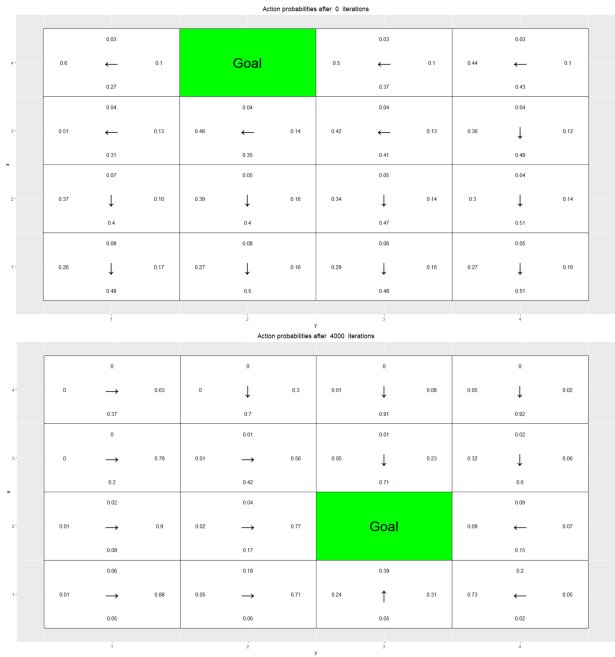 Action probabilities after 0 iterations
0.03 0.03 0.03
4 0.6 0.1 Goal 0.5 0.1 0.44 0.1
0.27 0.37 0.43
0.04 0.04 0.04 0.04
3 0.51 0.13 0.48 0.14 0.42 0.13 0.36 0.12
0.31 0.35 0.41 0.49
x
0.07 0.05 0.05 0.04
2 0.37 0.16 0.39 0.16 0.34 0.14 0.3 0.14
0.4 0.4 0.47 0.51
0.09 0.08 0.06 0.05
1 0.26 0.17 0.27 0.16 0.29 0.16 0.27 0.16
0.48 0.5 0.48 0.51
1 2 3 4
y
Action probabilities after 4000 iterations
0 0 0 0
4 0 0.63 0 0.3 0.01 0.08 0.05 0.02
0.37 0.7 0.91 0.92
0 0.01 0.01 0.02
3 0 0.79 0.01 0.56 0.05 0.23 0.32 0.06
0.2 0.42 0.71 0.6
x
0.02 0.04 0.09
2 0.01 0.9 0.02 0.77 Goal 0.69 0.07
0.08 0.17 0.15
0.06 0.18 0.39 0.2
1 0.01 0.88 0.05 0.71 0.24 0.31 0.73 0.05
0.05 0.06 0.05 0.02
1 2 3 4
y